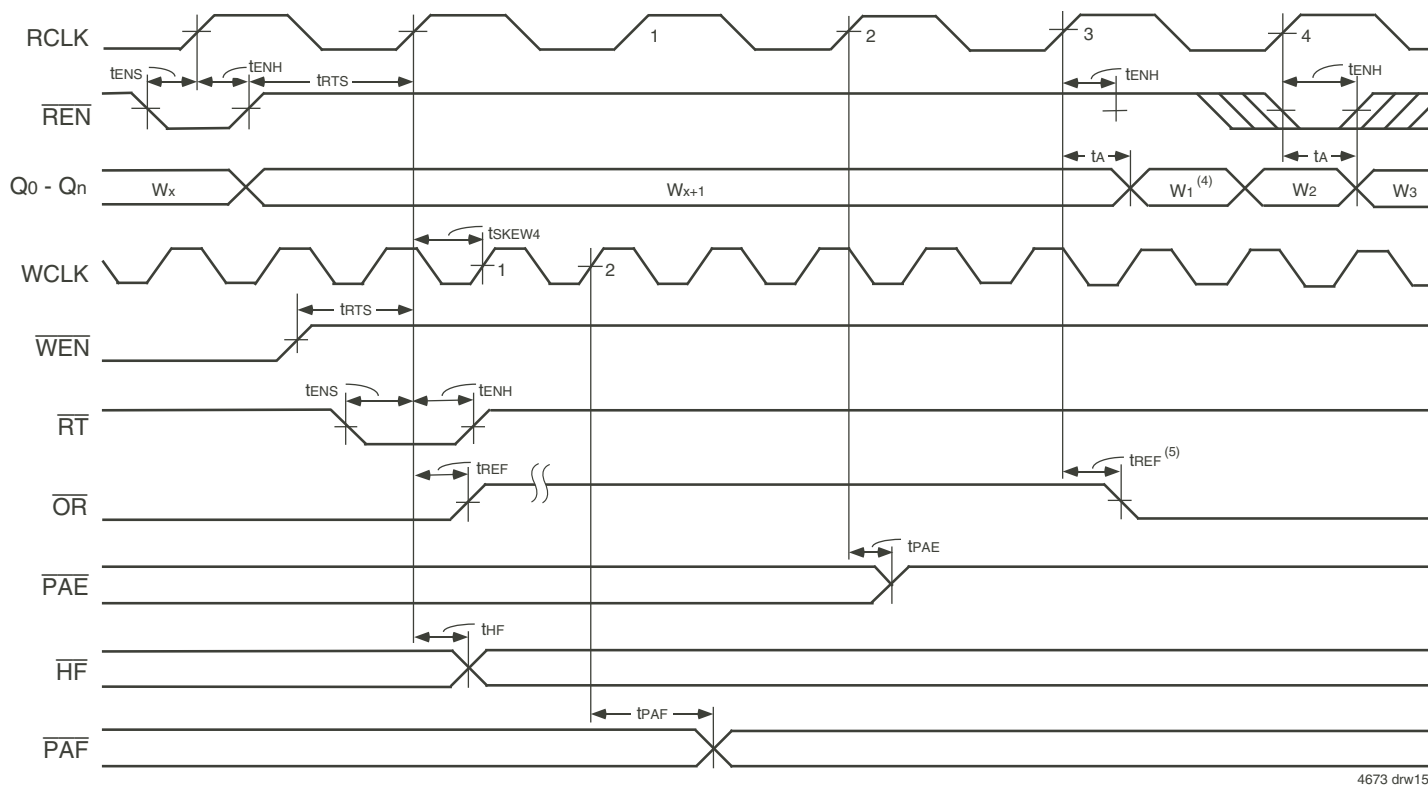 RCLK 1 2 3 4
tENS tENH tRTS tENH tENH
REN
tA tA
Q0 - Qn Wx Wx+1 W1 (4) W2 W3
tSKEW4
WCLK 1 2
tRTS
WEN
tENS tENH
RT
tREF tREF (5)
OR
tPAE
PAE
tHF
HF
tPAF
PAF
4673 drw15